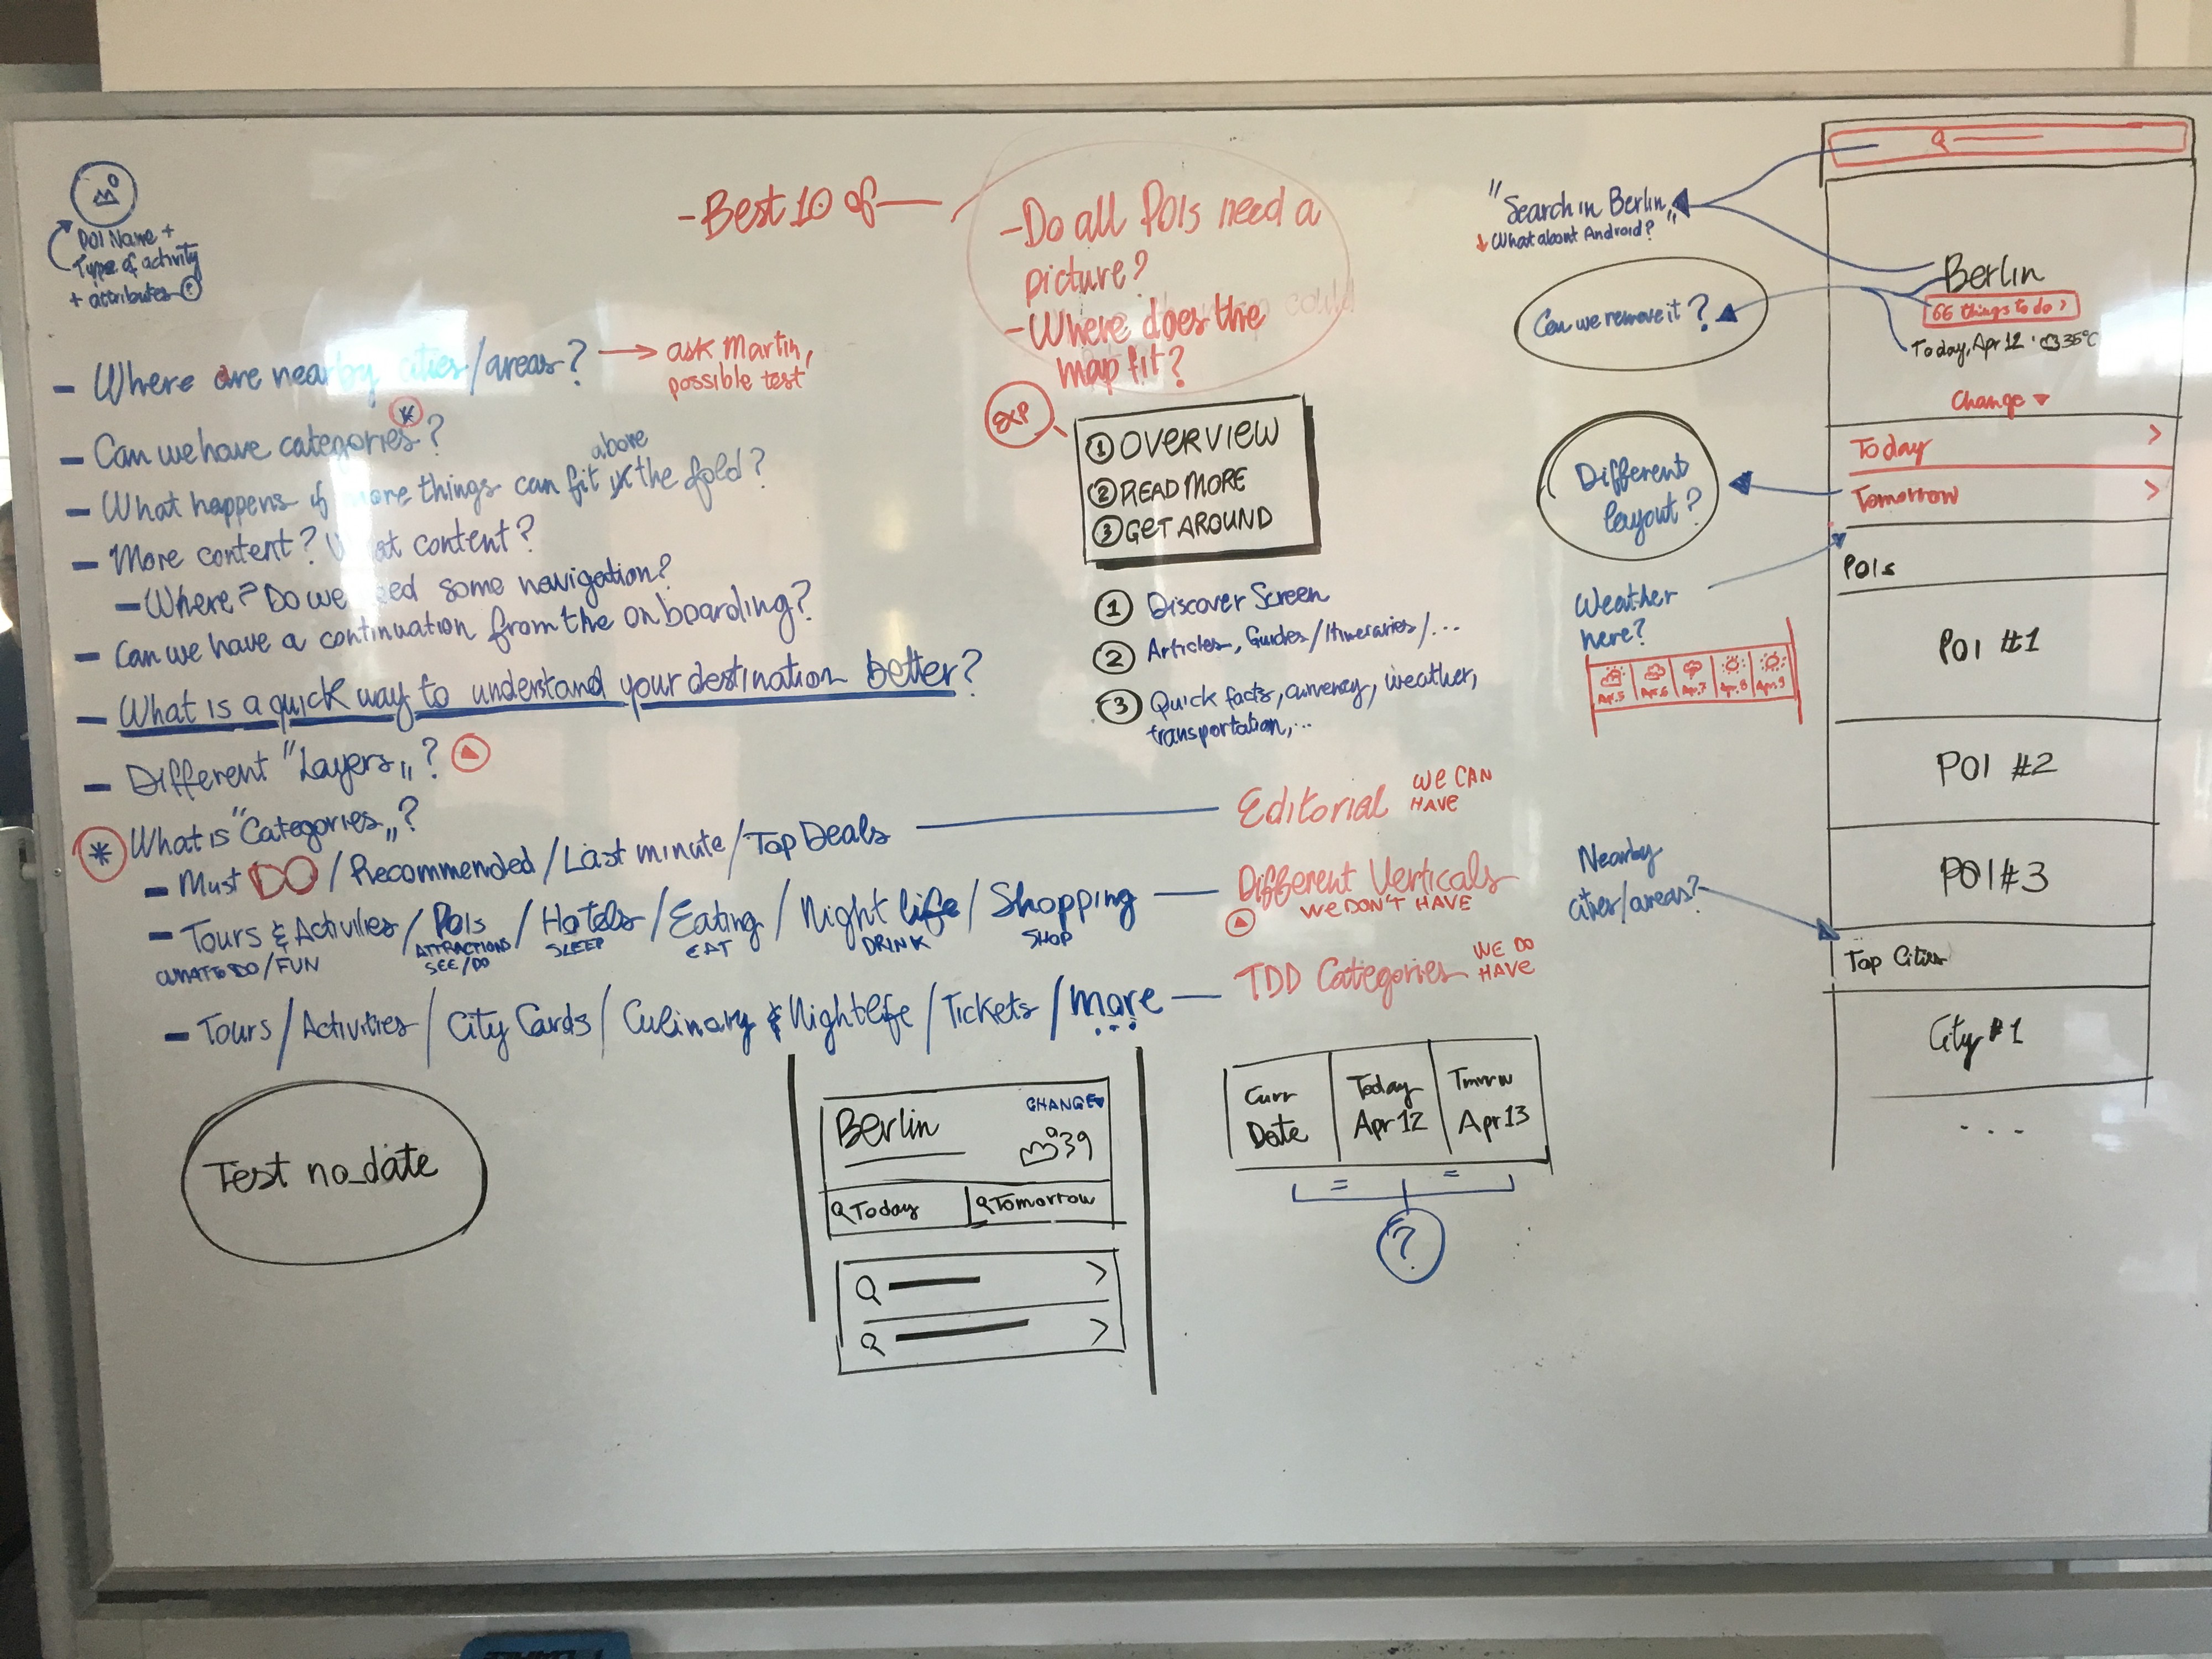 POI Name +
Type of activity
+ attributes ?
- Best 10 of
- Do all POIs need a
picture?
- Where does the
map fit?
- Where are nearby cities/areas?
ask Martin,
possible test
- Can we have categories*?
above
- What happens if more things can fit the fold?
- More content? What content?
- Where? Do we need some navigation?
- Can we have a continuation from the onboarding?
- What is a quick way to understand your destination better?
- Different "Layers"?
* What is "Categories"?
- Must DO / Recommended / Last minute / Top Deals
Editorial
WE CAN
HAVE
- Tours & Activities / POIs / Hotels / Eating / Night life / Shopping
WHAT TO DO / FUN
ATTRACTIONS
SEE / DO
SLEEP
EAT
DRINK
SHOP
Different Verticals
WE DON'T HAVE
- Tours / Activities / City Cards / Culinary & Nightlife / Tickets / more
...
TDD Categories
WE DO
HAVE
EXP
1 OVERVIEW
2 READ MORE
3 GET AROUND
1 Discover Screen
2 Articles, Guides / Itineraries / ...
3 Quick facts, currency, weather,
transportation, ...
Test no_date
Berlin
CHANGE
39
Today
Tomorrow
Curr
Date
Today
Apr 12
Tmrrw
Apr 13
= =
?
"Search in Berlin"
What about Android?
Can we remove it?
Different
layout?
Weather
here?
Apr.5 Apr.6 Apr.7 Apr.8 Apr.9
Nearby
cities/areas?
Berlin
66 things to do >
Today, Apr 12 · 35°C
Change
Today >
Tomorrow >
POIs
POI #1
POI #2
POI #3
Top Cities
City #1
...